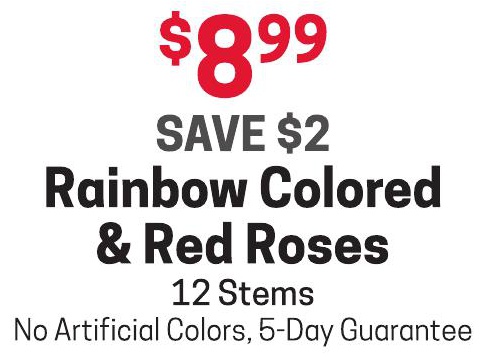 $8.99
SAVE $2
Rainbow Colored
& Red Roses
12 Stems
No Artificial Colors, 5-Day Guarantee